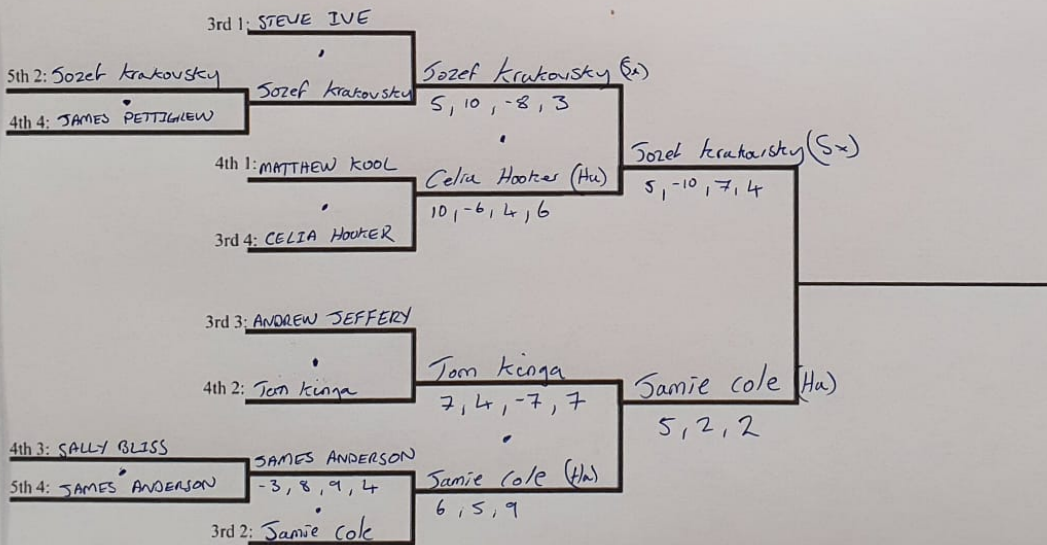 3rd 1: STEVE IVE
5th 2: Jozef Krakovsky
Jozef Krakovsky
Jozef Krakovsky (Sx)
5, 10, -8, 3
4th 4: JAMES PETTIGREW
4th 1: MATTHEW KOOL
Celia Hooker (Ha)
10, -6, 4, 6
3rd 4: CELIA HOOKER
Jozef Krakovsky (Sx)
5, -10, 7, 4
3rd 3: ANDREW JEFFERY
4th 2: Tom Kinga
Tom Kinga
7, 4, -7, 7
Jamie Cole (Ha)
5, 2, 2
4th 3: SALLY BLISS
5th 4: JAMES ANDERSON
JAMES ANDERSON
-3, 8, 9, 4
Jamie Cole (Ha)
6, 5, 9
3rd 2: Jamie Cole